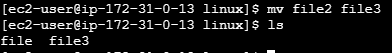 [ec2-user@ip-172-31-0-13 linux]$ mv file2 file3
[ec2-user@ip-172-31-0-13 linux]$ ls
file  file3